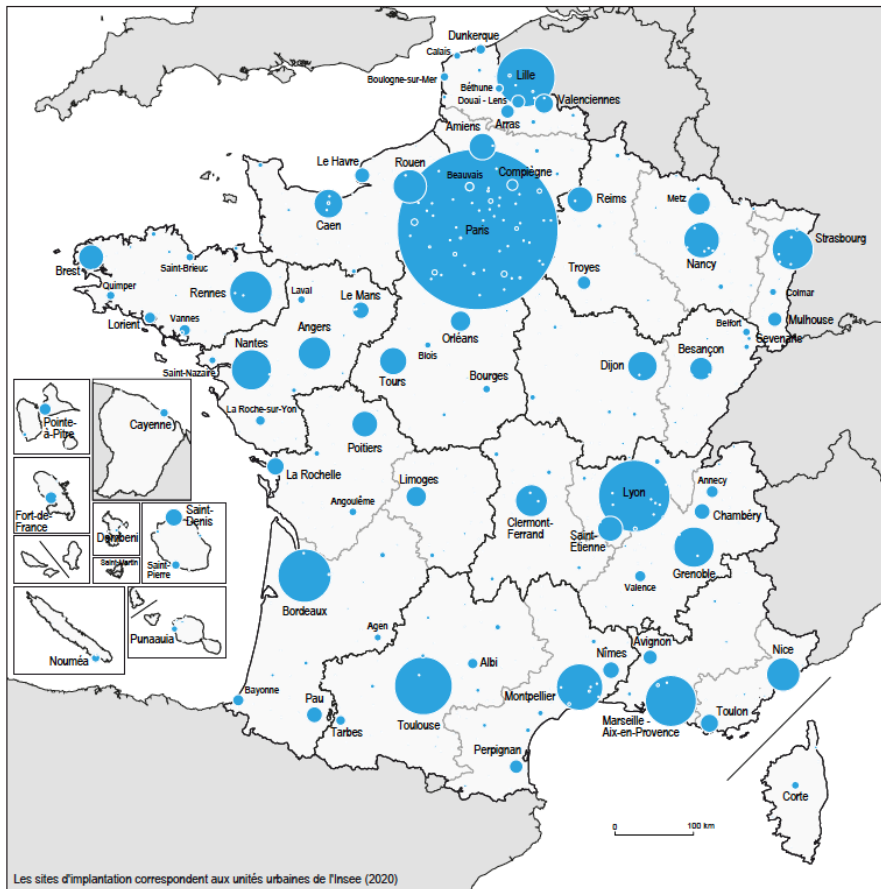 Dunkerque
Calais
Boulogne-sur-Mer
Lille
Béthune
Douai - Lens
Valenciennes
Arras
Amiens
Le Havre
Rouen
Beauvais
Compiègne
Caen
Reims
Metz
Paris
Nancy
Strasbourg
Brest
Saint-Brieuc
Quimper
Rennes
Laval
Le Mans
Troyes
Colmar
Lorient
Vannes
Angers
Orléans
Mulhouse
Belfort
Sévenans
Nantes
Blois
Saint-Nazaire
Tours
Bourges
Dijon
Besançon
La Roche-sur-Yon
Pointe-
à-Pitre
Cayenne
Poitiers
La Rochelle
Limoges
Lyon
Annecy
Angoulême
Chambéry
Fort-de-
France
Saint-
Denis
Dembeni
Clermont-
Ferrand
Saint-
Etienne
Saint-Martin
Saint-
Pierre
Grenoble
Valence
Bordeaux
Punaauia
Agen
Nouméa
Albi
Avignon
Nîmes
Nice
Bayonne
Pau
Montpellier
Toulouse
Marseille -
Aix-en-Provence
Toulon
Tarbes
Perpignan
Corte
0
100 km
Les sites d'implantation correspondent aux unités urbaines de l'Insee (2020)